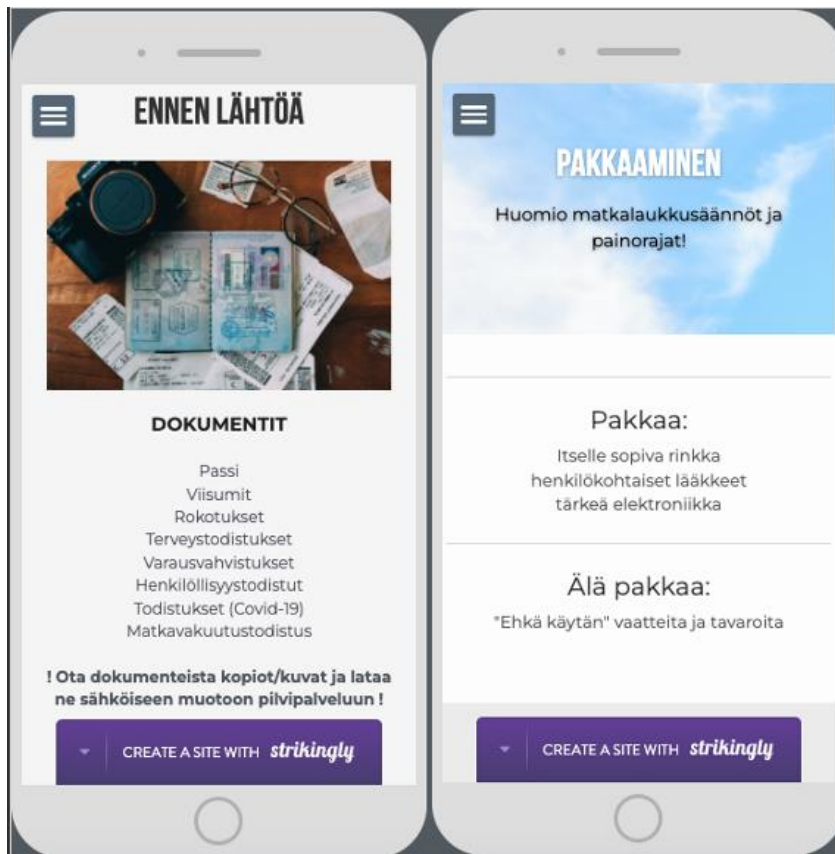 ENNEN LÄHTÖÄ
DOKUMENTIT
Passi
Viisumit
Rokotukset
Terveystodistukset
Varausvahvistukset
Henkilöllisyystodistut
Todistukset (Covid-19)
Matkavakuutustodistus
! Ota dokumenteista kopiot/kuvat ja lataa
ne sähköiseen muotoon pilvipalveluun !
CREATE A SITE WITH strikingly
PAKKAAMINEN
Huomio matkalaukkusäännöt ja
painorajat!
Pakkaa:
Itselle sopiva rinkka
henkilökohtaiset lääkkeet
tärkeä elektroniikka
Älä pakkaa:
"Ehkä käytän" vaatteita ja tavaroita
CREATE A SITE WITH strikingly